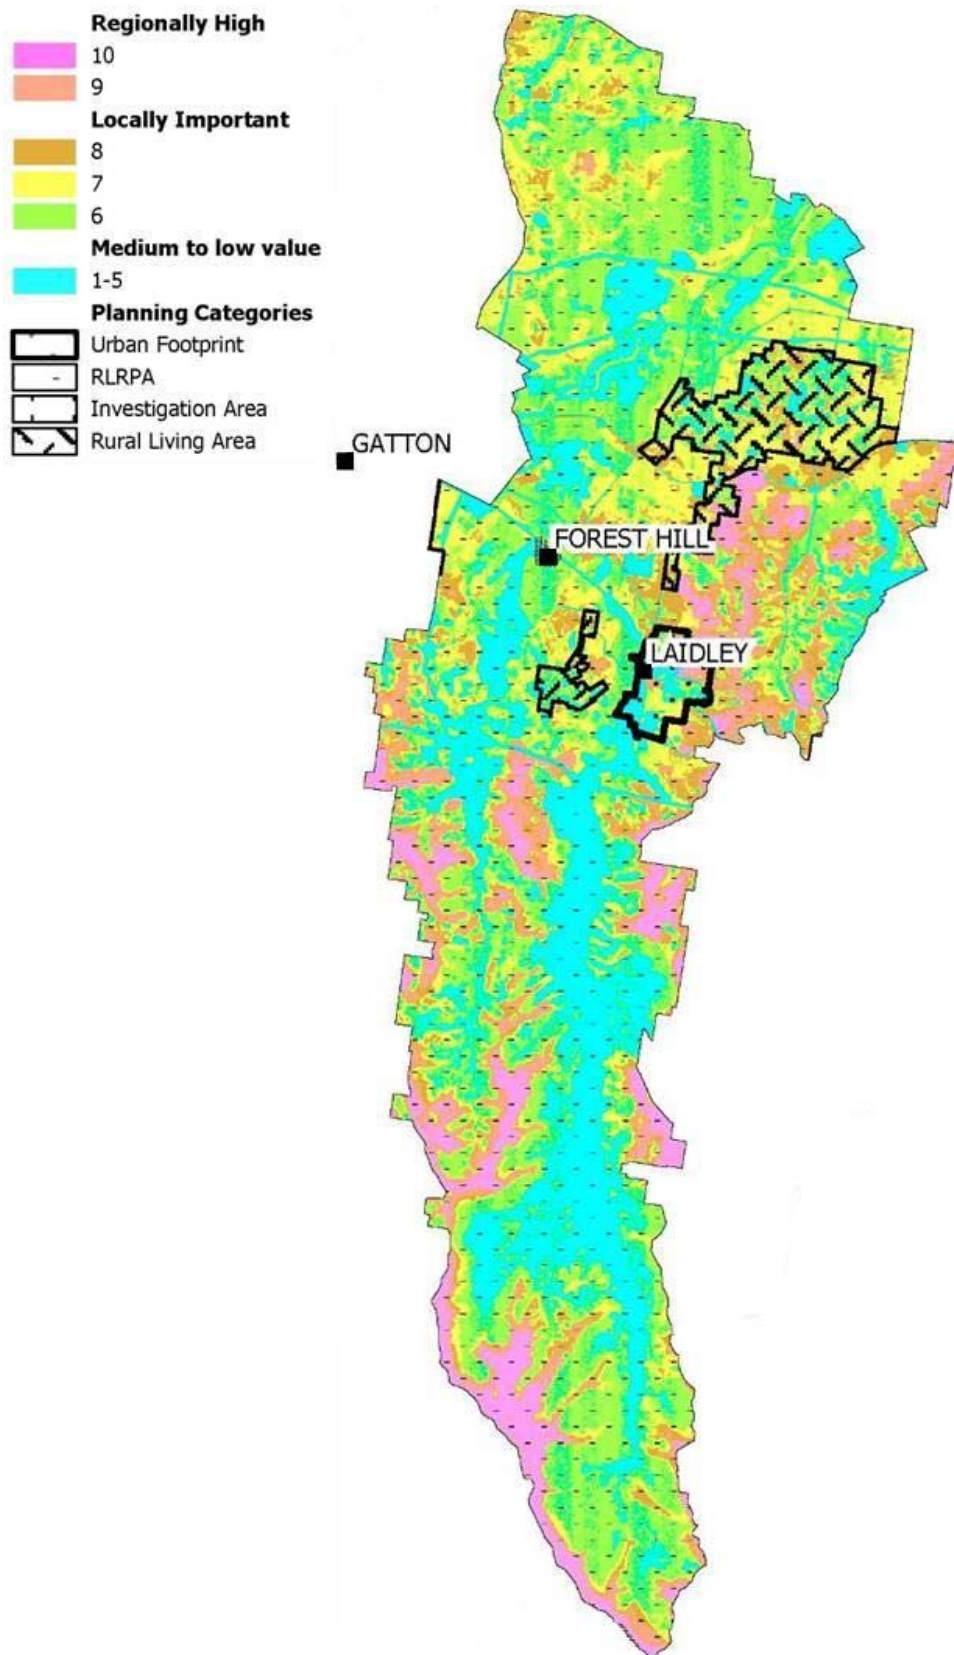 Regionally High
10
9
Locally Important
8
7
6
Medium to low value
1-5
Planning Categories
Urban Footprint
RLRPA
Investigation Area
Rural Living Area
GATTON
FOREST HILL
LAIDLEY